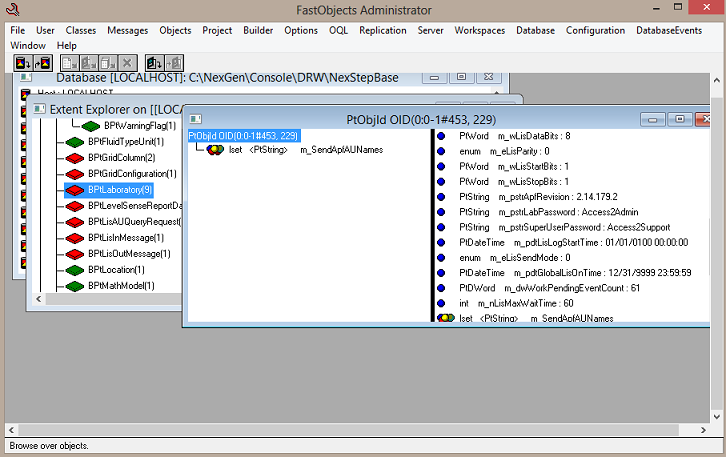 FastObjects Administrator
File User Classes Messages Objects Project Builder Options OQL Replication Server Workspaces Database Configuration DatabaseEvents
Window Help
Database [LOCALHOST]: C:\NexGen\Console\DRW\NexStepBase
Host: LOCALHOST
Extent Explorer on [[LOCA
BPtWarningFlag(1)
BPtFluidTypeUnit(1)
BPtGridColumn(2)
BPtGridConfiguration(1)
BPtLaboratory(9)
BPtLevelSenseReportDa
BPtLisAUQueryRequest(
BPtLisInMessage(1)
BPtLisOutMessage(1)
BPtLocation(1)
BPtMathModel(1)
PtObjId OID(0:0-1#453, 229)
PtObjId OID(0:0-1#453, 229)
lset <PtString> m_SendAptAUNames
PtWord m_wLisDataBits : 8
enum m_eLisParity : 0
PtWord m_wLisStartBits : 1
PtWord m_wLisStopBits : 1
PtString m_pstrApfRevision : 2.14.179.2
PtString m_pstrLabPassword : Access2Admin
PtString m_pstrSuperUserPassword : Access2Support
PtDateTime m_pdtLisLogStartTime : 01/01/0100 00:00:00
enum m_eLisSendMode : 0
PtDateTime m_pdtGlobalLisOnTime : 12/31/9999 23:59:59
PtDWord m_dwWorkPendingEventCount : 61
int m_nLisMaxWaitTime : 60
lset <PtString> m_SendApfAUNames
Browse over objects.